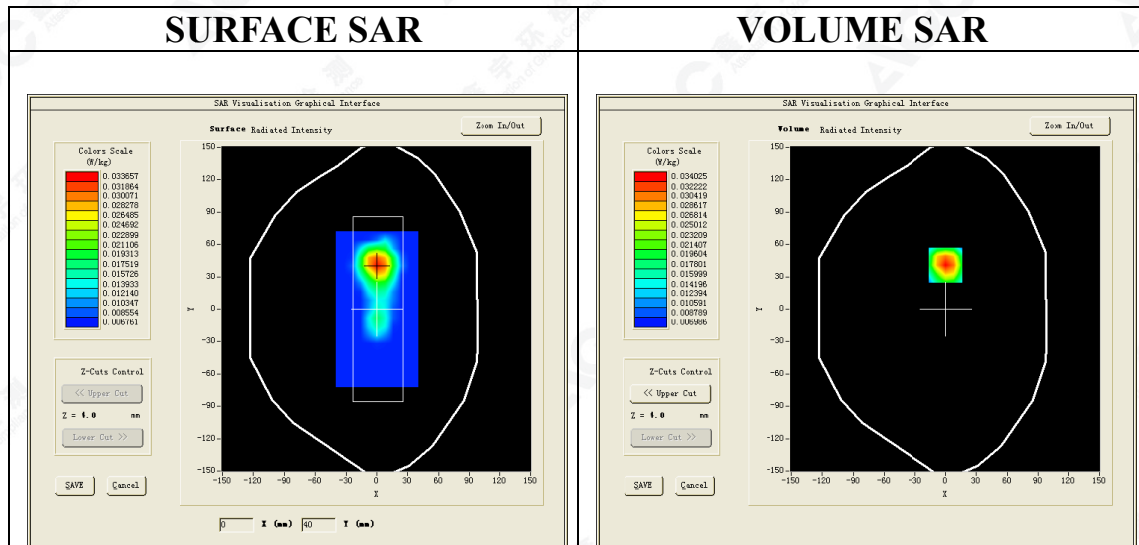 SURFACE SAR
VOLUME SAR
SAR Visualisation Graphical Interface
Surface Radiated Intensity
Zoom In/Out
Colors Scale
(W/kg)
0.033657
0.031864
0.030071
0.028278
0.026485
0.024692
0.022899
0.021106
0.019313
0.017519
0.015726
0.013933
0.012140
0.010347
0.008554
0.006761
150
120
90
60
30
0
-30
-60
-90
-120
-150
Y
-150 -120 -90 -60 -30 0 30 60 90 120 150
X
Z-Cuts Control
<< Upper Cut
Z = 4.0 mm
Lower Cut >>
SAVE Cancel
0 X (mm) 40 Y (mm)
SAR Visualisation Graphical Interface
Volume Radiated Intensity
Zoom In/Out
Colors Scale
(W/kg)
0.034025
0.032222
0.030419
0.028617
0.026814
0.025012
0.023209
0.021407
0.019604
0.017801
0.015999
0.014196
0.012394
0.010591
0.008789
0.006986
150
120
90
60
30
0
-30
-60
-90
-120
-150
Y
-150 -120 -90 -60 -30 0 30 60 90 120 150
X
Z-Cuts Control
<< Upper Cut
Z = 4.0 mm
Lower Cut >>
SAVE Cancel